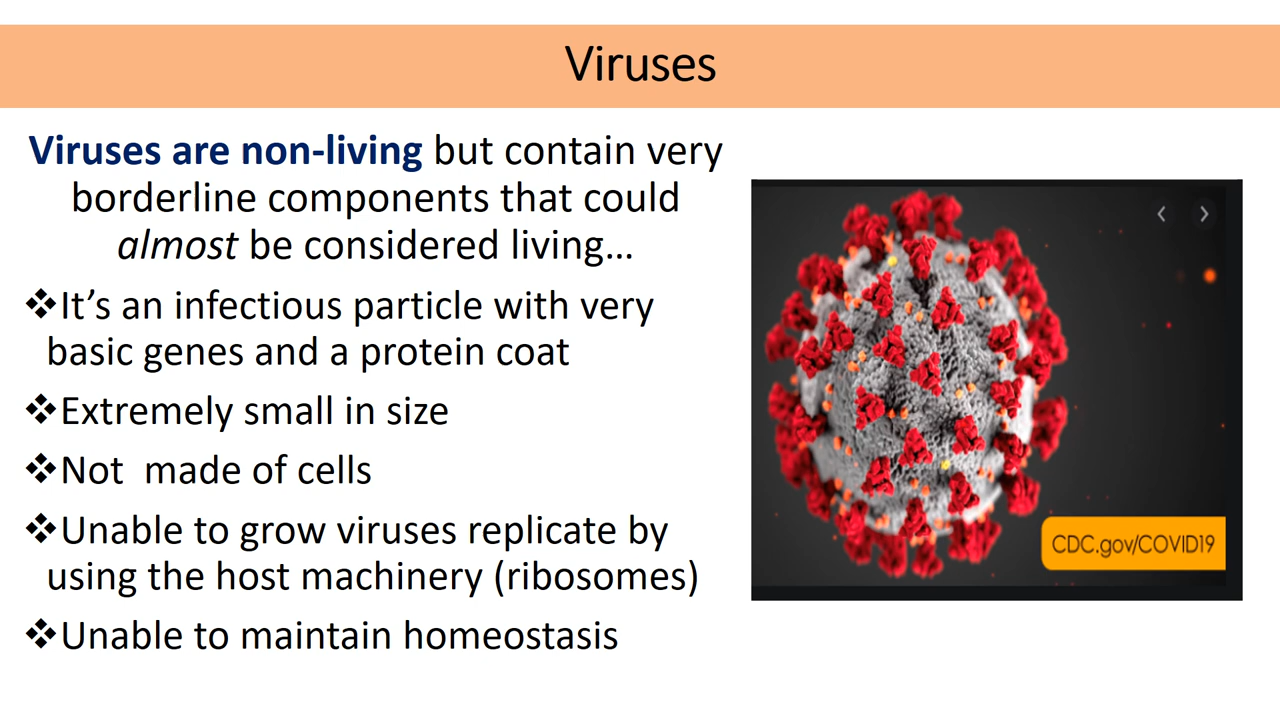 Viruses
Viruses are non-living but contain very
borderline components that could
almost be considered living…
❖It’s an infectious particle with very
basic genes and a protein coat
❖Extremely small in size
❖Not  made of cells
❖Unable to grow viruses replicate by
using the host machinery (ribosomes)
❖Unable to maintain homeostasis
CDC.gov/COVID19